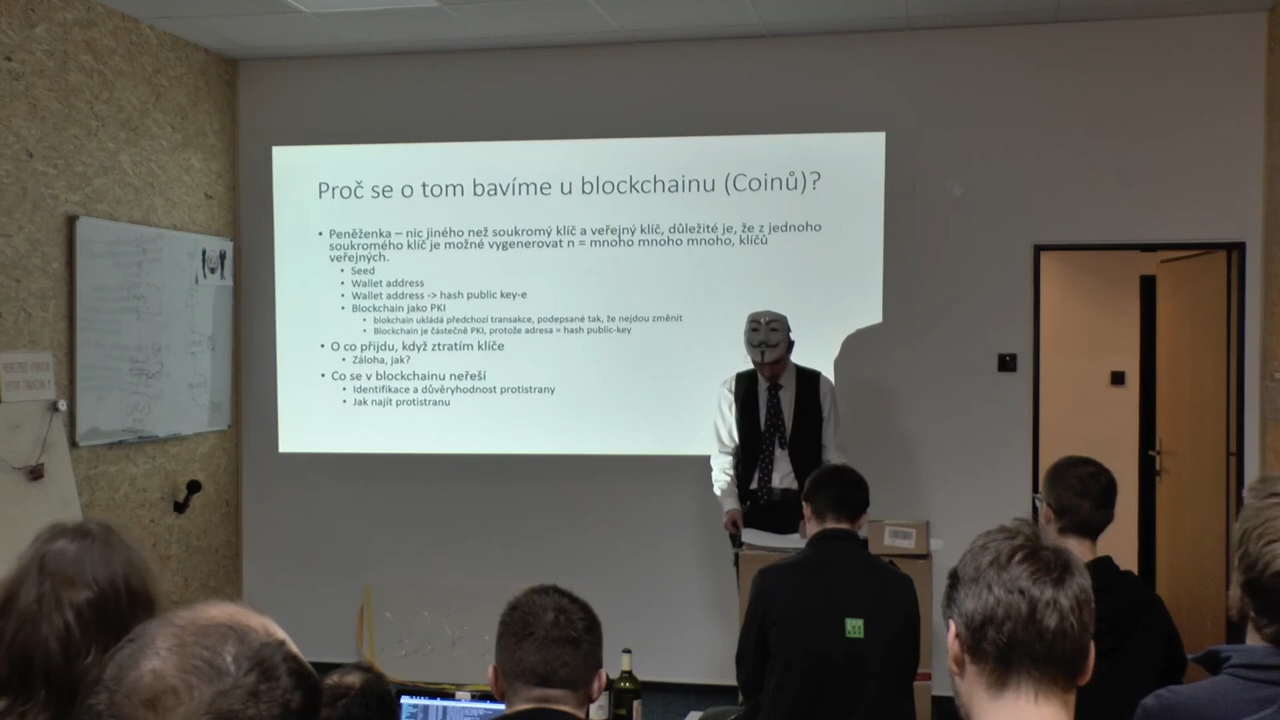 Proč se o tom bavíme u blockchainu (Coinů)?
• Peněženka – nic jiného než soukromý klíč a veřejný klíč, důležité je, že z jednoho
soukromého klíč je možné vygenerovat n = mnoho mnoho mnoho, klíčů
veřejných.
• Seed
• Wallet address
• Wallet address -> hash public key-e
• Blockchain jako PKI
• blokchain ukládá předchozí transakce, podepsané tak, že nejdou změnit
• Blockchain je částečně PKI, protože adresa = hash public-key
• O co přijdu, když ztratím klíče
• Záloha, jak?
• Co se v blockchainu neřeší
• Identifikace a důvěryhodnost protistrany
• Jak najít protistranu